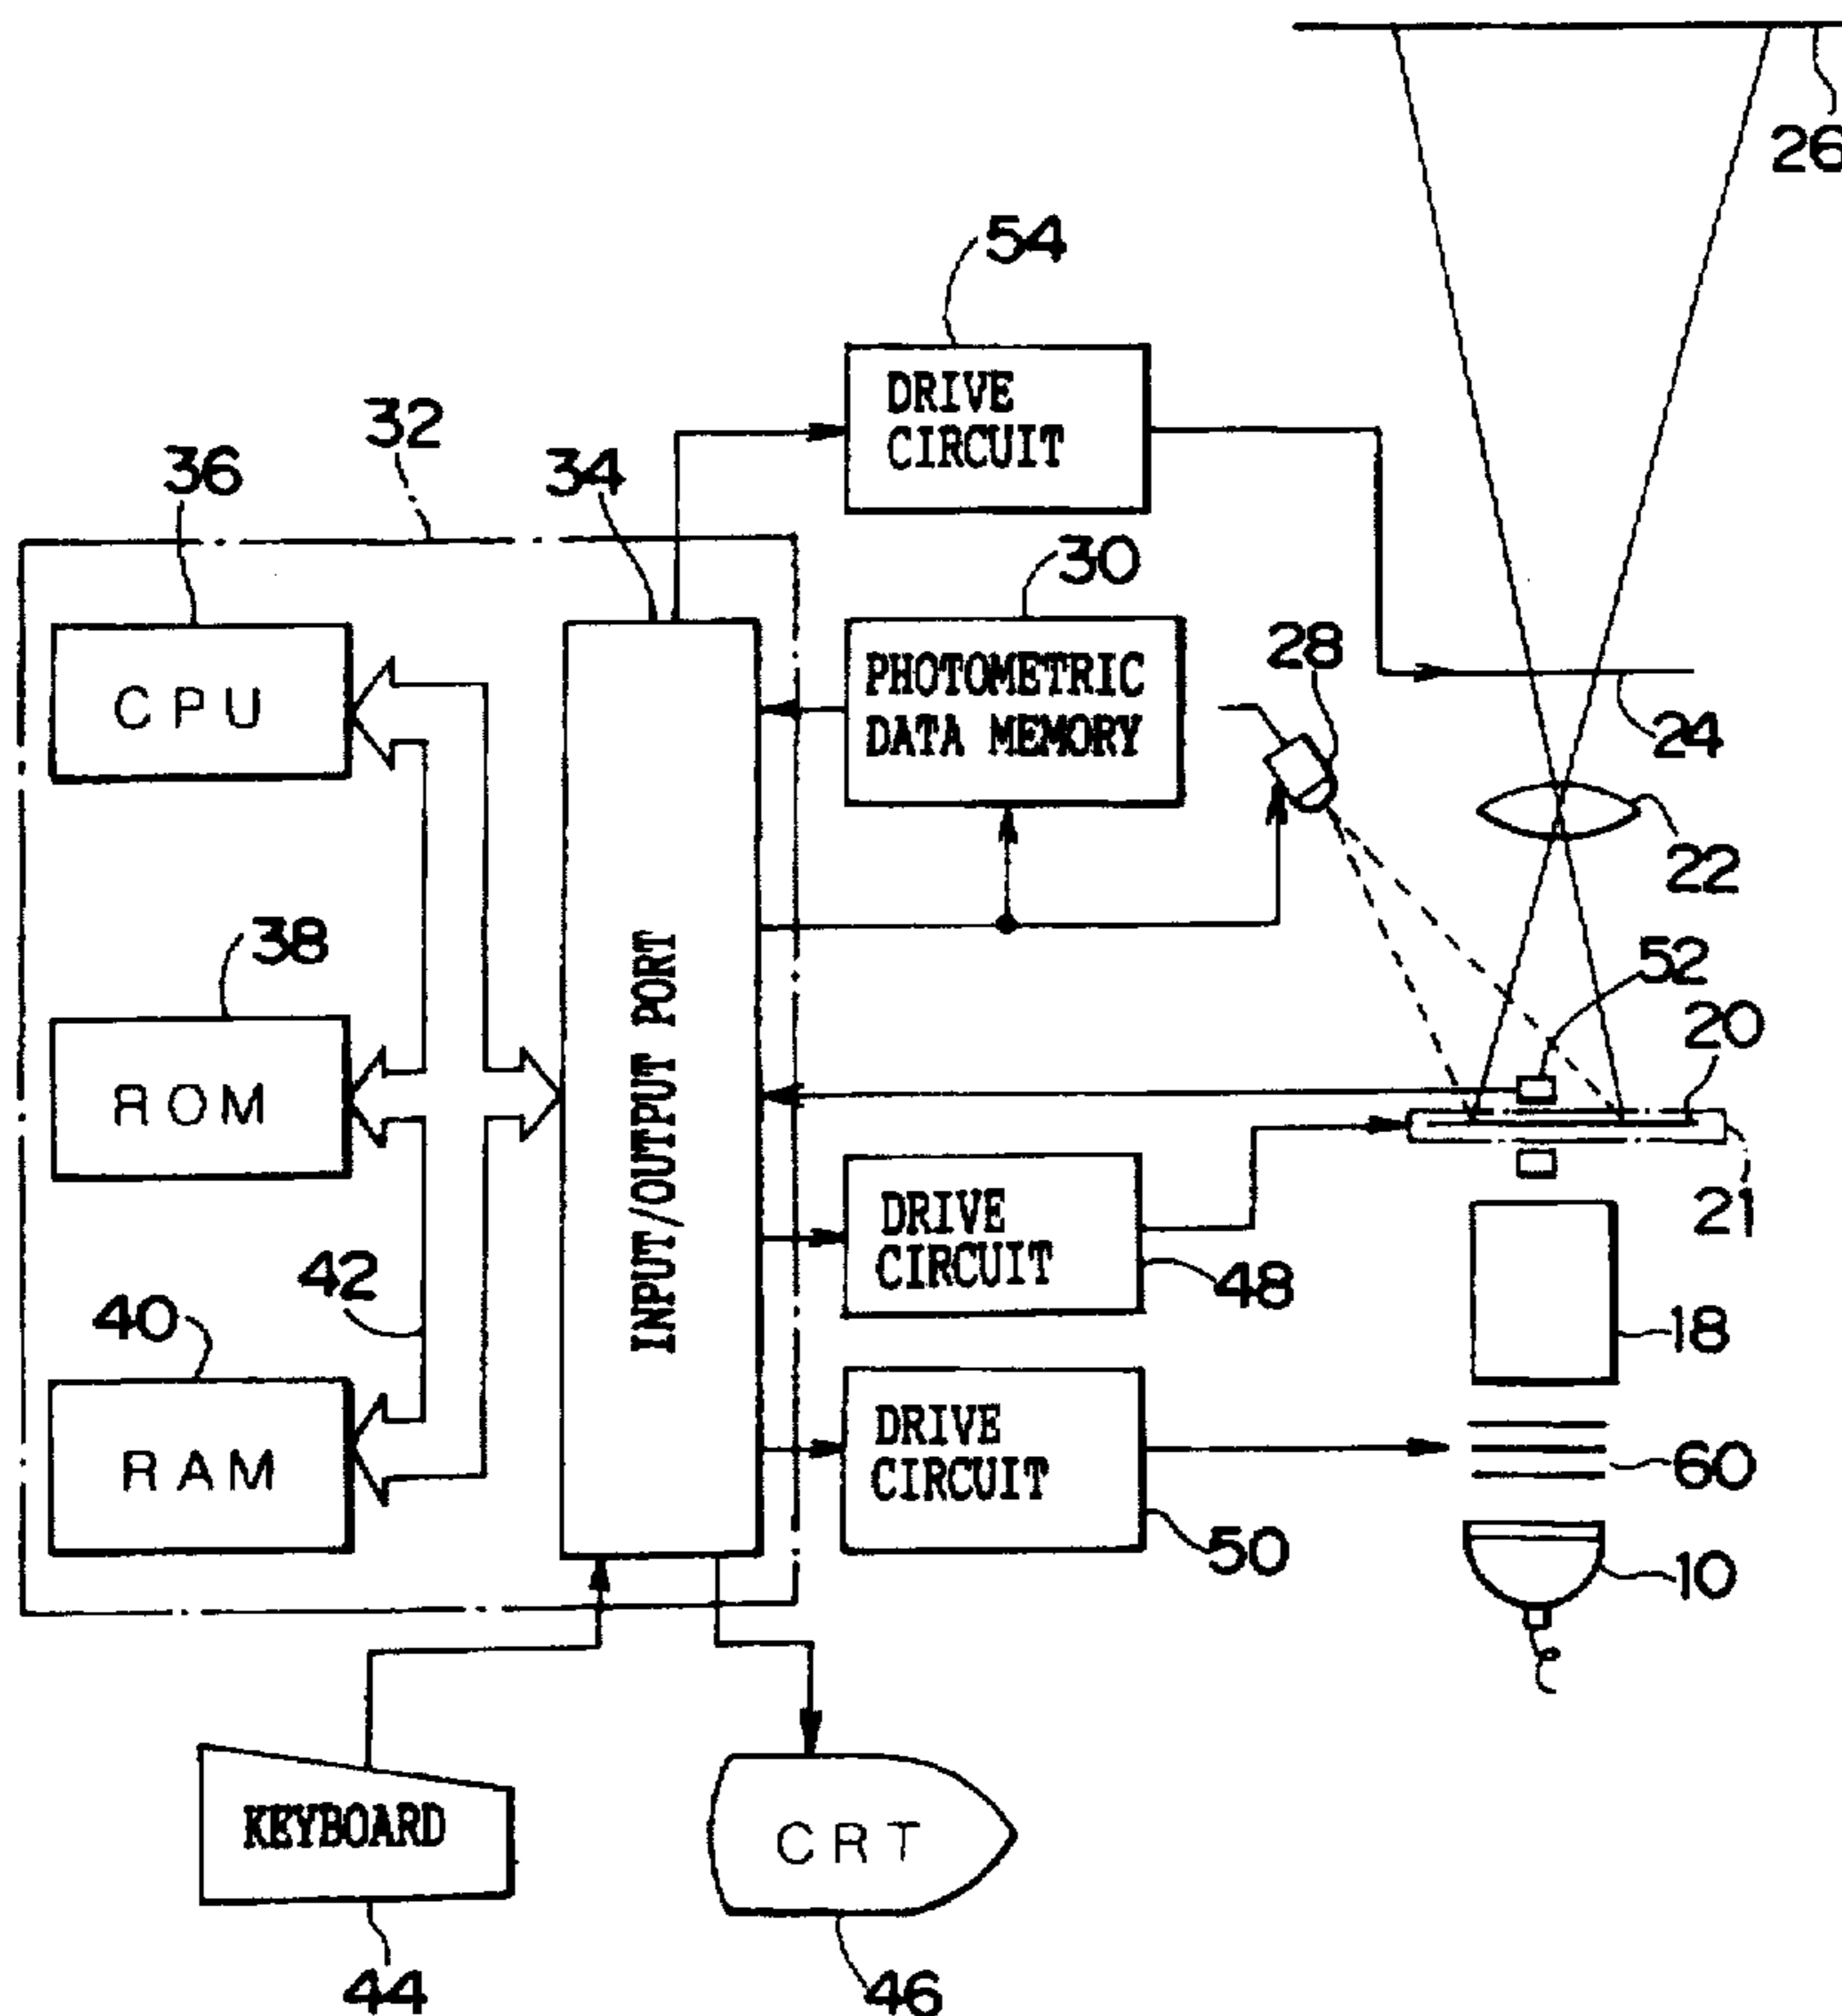 26
54
DRIVE
CIRCUIT
32
36
34
30
28
PHOTOMETRIC
DATA MEMORY
CPU
24
22
38
52
20
INPUT/OUTPUT PORT
ROM
21
DRIVE
CIRCUIT
48
42
40
18
DRIVE
CIRCUIT
RAM
60
50
10
KEYBOARD
CRT
44
46